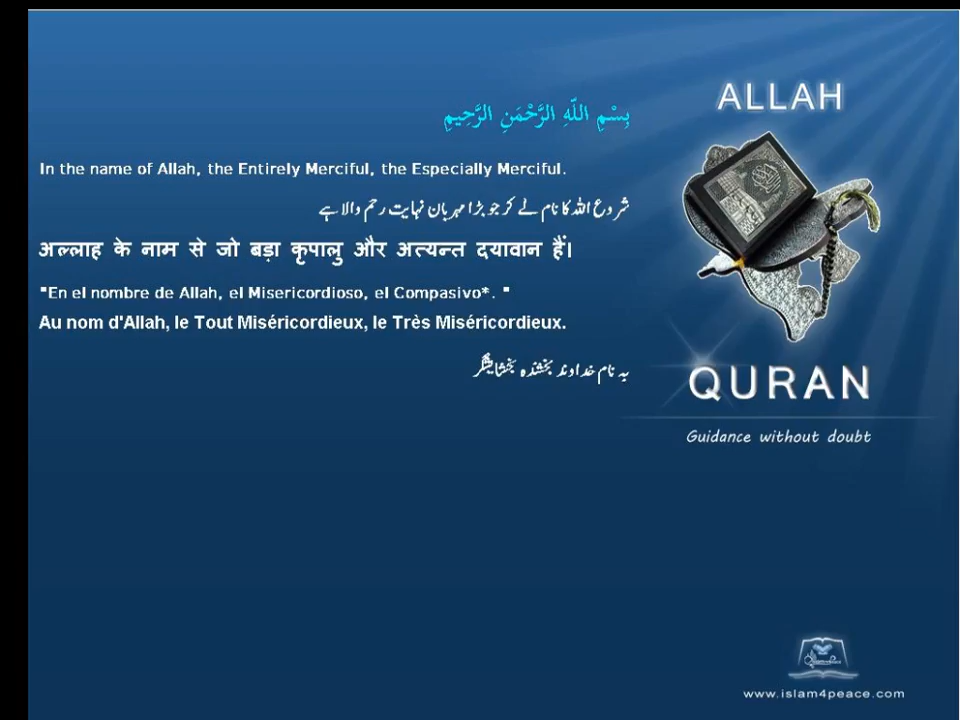 بِسْمِ اللَّهِ الرَّحْمَنِ الرَّحِيمِ
In the name of Allah, the Entirely Merciful, the Especially Merciful.
شروع الله کا نام لے کر جو بڑا مہربان نہایت رحم والا ہے
अल्लाह के नाम से जो बड़ा कृपालु और अत्यन्त दयावान हैं।
"En el nombre de Allah, el Misericordioso, el Compasivo*. "
Au nom d'Allah, le Tout Miséricordieux, le Très Miséricordieux.
به نام خداوند بخشنده بخشایشگر
ALLAH
QURAN
Guidance without doubt
www.islam4peace.com